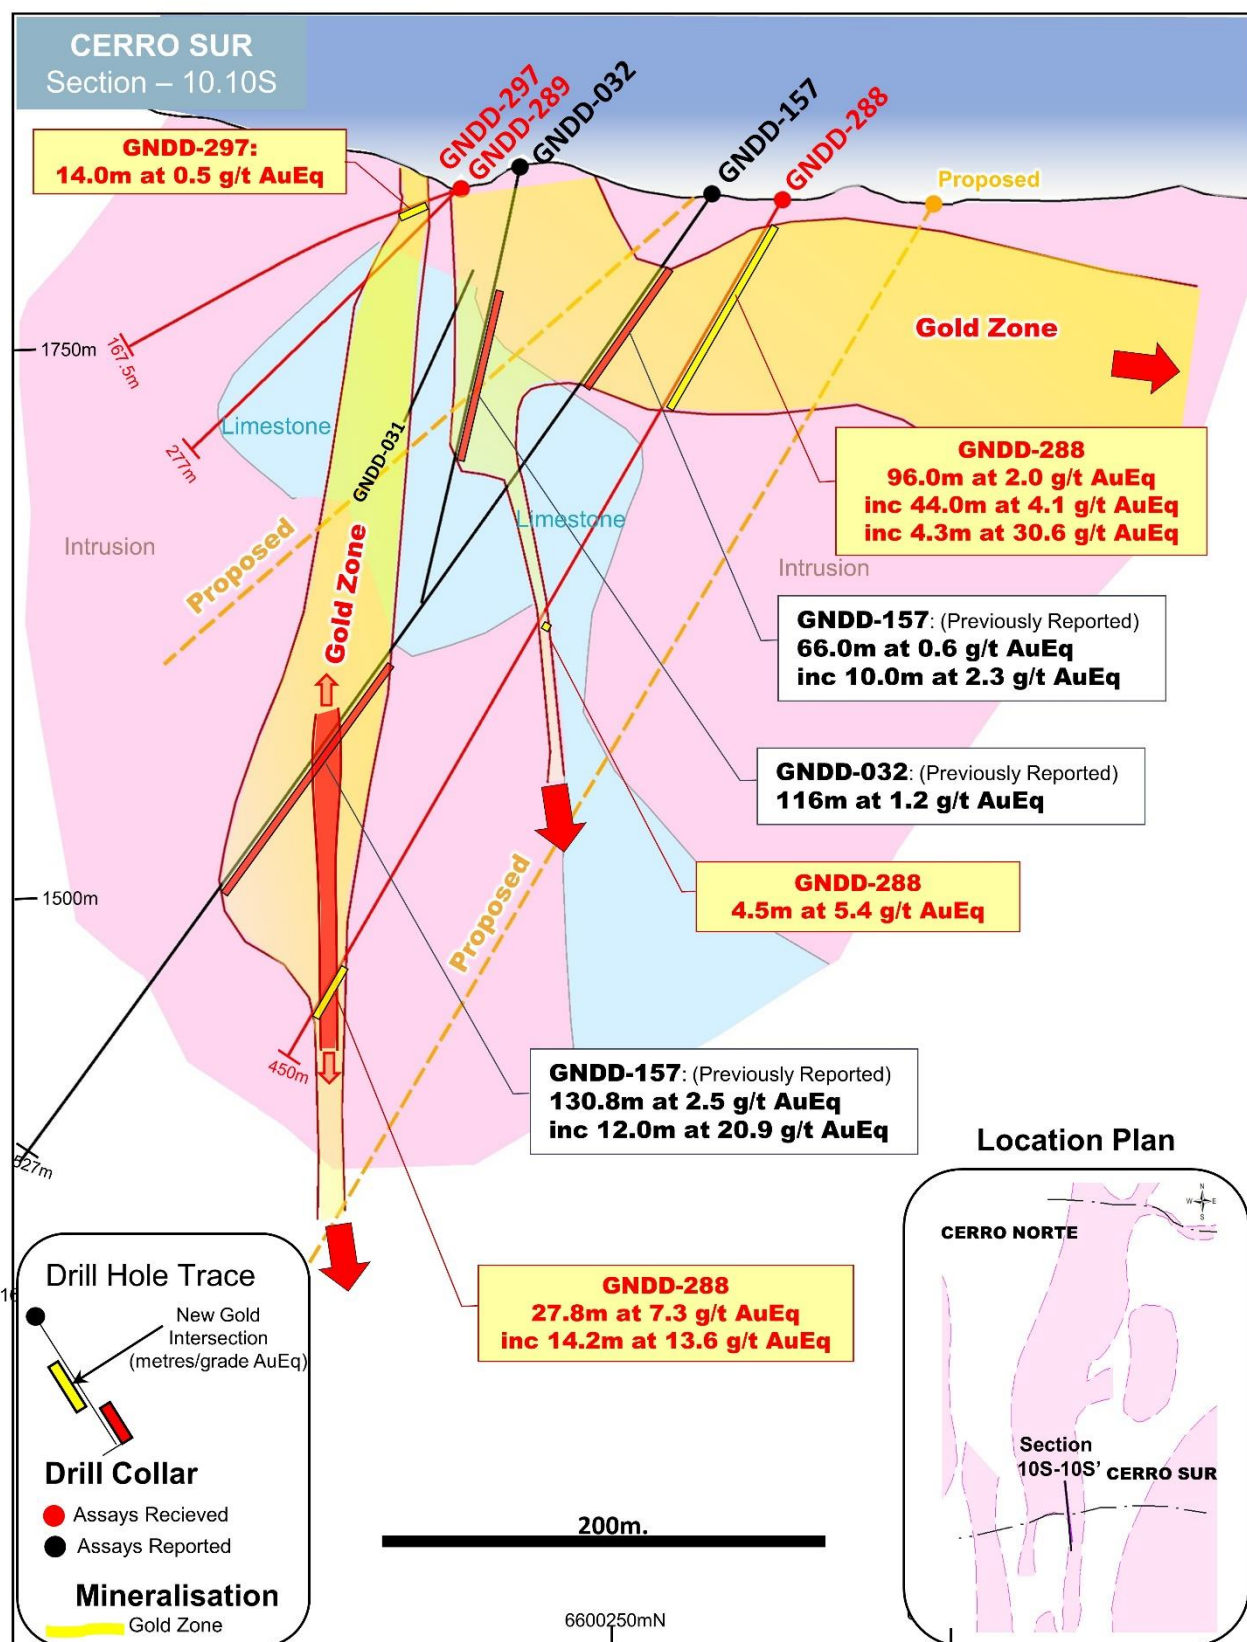 CERRO SUR
Section – 10.10S
GNDD-297
GNDD-289
GNDD-032
GNDD-157
GNDD-288
Proposed
GNDD-297:
14.0m at 0.5 g/t AuEq
1750m
167.5m
277m
Limestone
GNDD-031
Gold Zone
GNDD-288
96.0m at 2.0 g/t AuEq
inc 44.0m at 4.1 g/t AuEq
inc 4.3m at 30.6 g/t AuEq
Limestone
Intrusion
Intrusion
Proposed
Gold Zone
GNDD-157: (Previously Reported)
66.0m at 0.6 g/t AuEq
inc 10.0m at 2.3 g/t AuEq
GNDD-032: (Previously Reported)
116m at 1.2 g/t AuEq
GNDD-288
4.5m at 5.4 g/t AuEq
1500m
Proposed
450m
527m
GNDD-157: (Previously Reported)
130.8m at 2.5 g/t AuEq
inc 12.0m at 20.9 g/t AuEq
GNDD-288
27.8m at 7.3 g/t AuEq
inc 14.2m at 13.6 g/t AuEq
Drill Hole Trace
New Gold
Intersection
(metres/grade AuEq)
Drill Collar
Assays Recieved
Assays Reported
Mineralisation
Gold Zone
200m.
6600250mN
Location Plan
N
W E
S
CERRO NORTE
Section
10S-10S'
CERRO SUR